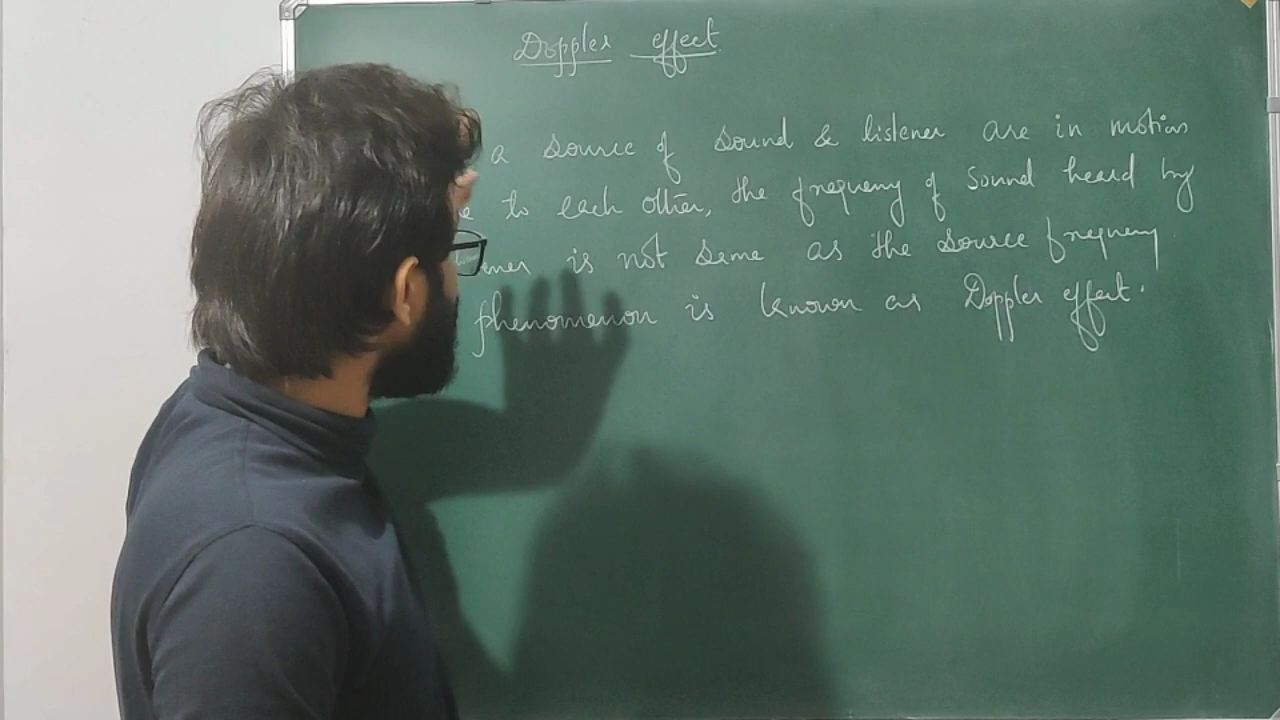 Doppler effect
a source of sound & listener are in motion
e to each other, the frequency of sound heard by
ener is not same as the source frequency.
phenomenon is known as Doppler effect.